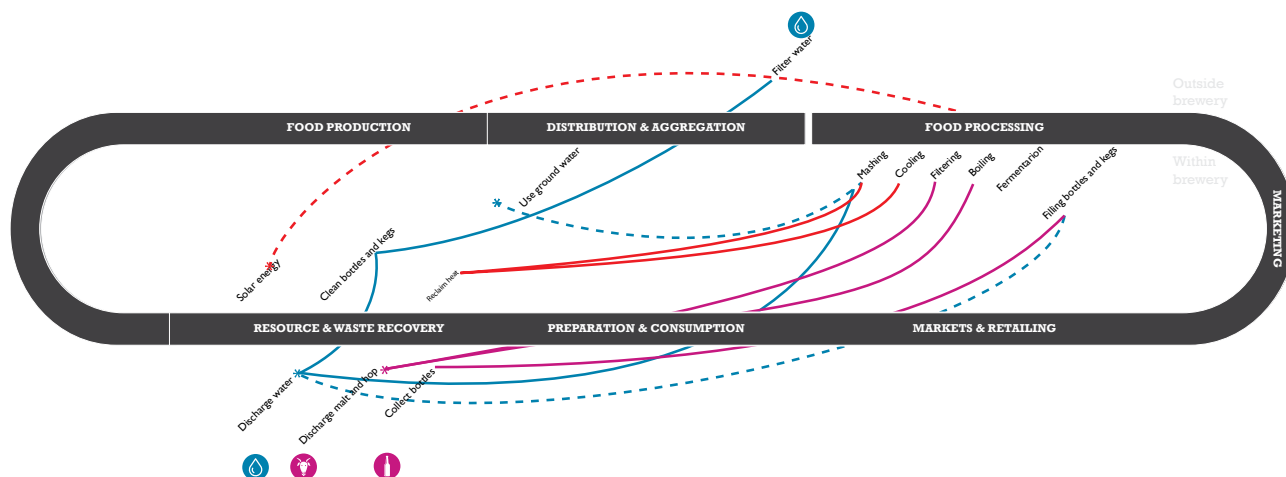 Filter water
Outside
brewery
FOOD PRODUCTION
DISTRIBUTION & AGGREGATION
FOOD PROCESSING
Within
brewery
Use ground water
Mashing
Cooling
Filtering
Boiling
Fermentarion
Filling bottles and kegs
MARKETING
Solar energy
Clean bottles and kegs
Reclaim heat
RESOURCE & WASTE RECOVERY
PREPARATION & CONSUMPTION
MARKETS & RETAILING
Discharge water
Discharge malt and hop
Collect bottles